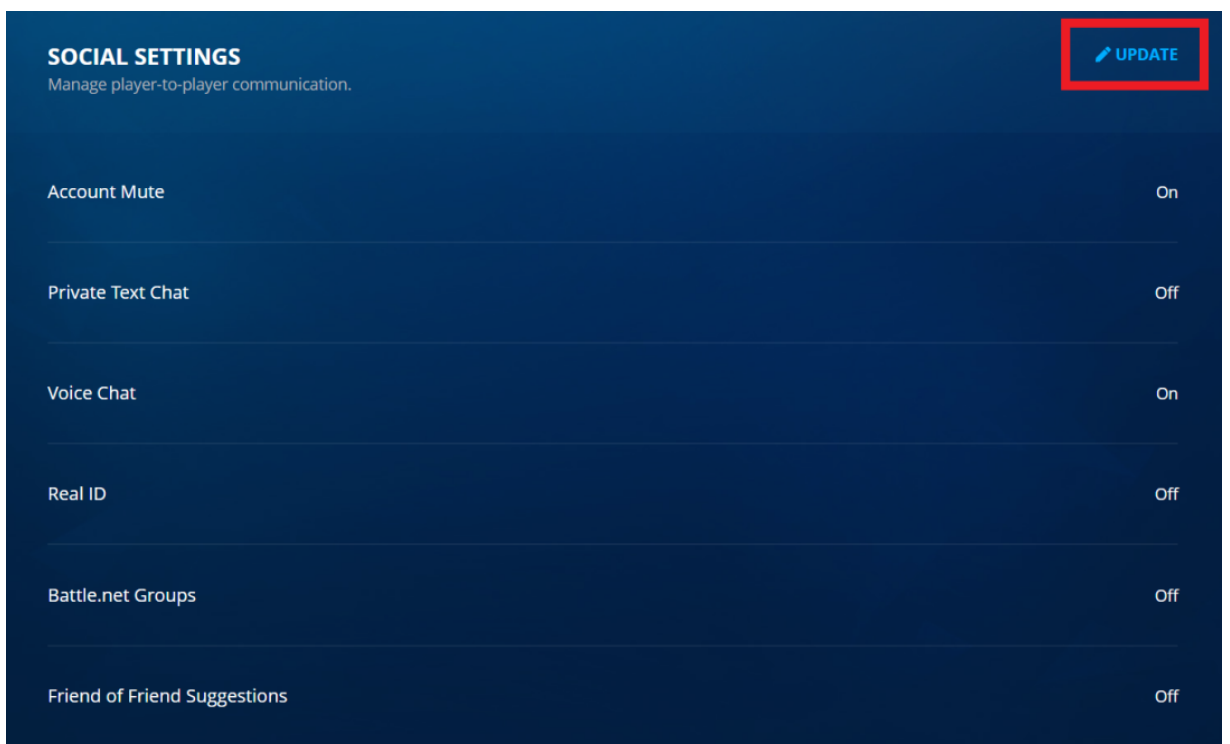 SOCIAL SETTINGS
UPDATE
Manage player-to-player communication.
Account Mute On
Private Text Chat Off
Voice Chat On
Real ID Off
Battle.net Groups Off
Friend of Friend Suggestions Off